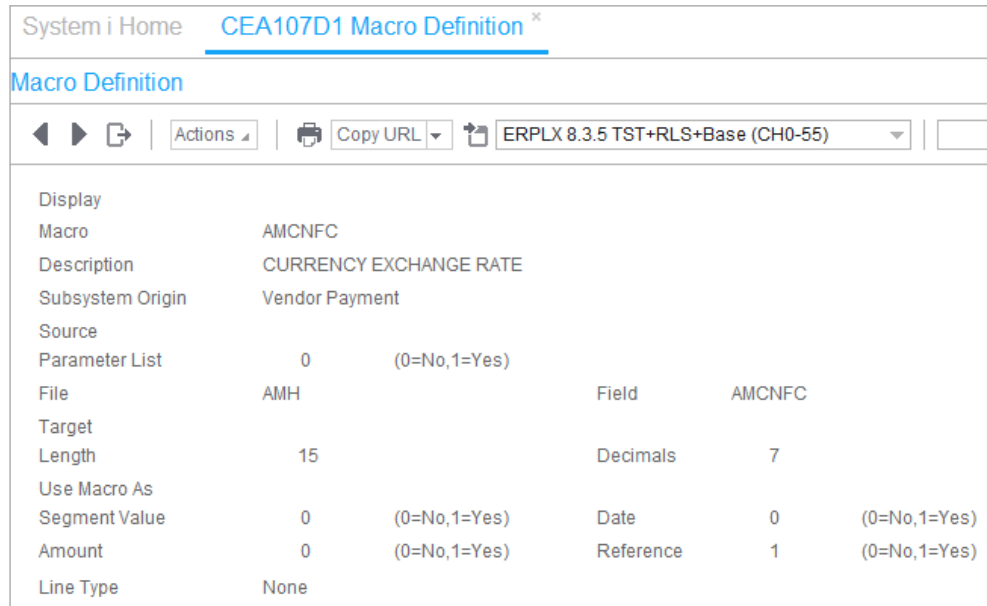 System i Home CEA107D1 Macro Definition ×
Macro Definition
Actions Copy URL ERPLX 8.3.5 TST+RLS+Base (CH0-55)
Display
Macro AMCNFC
Description CURRENCY EXCHANGE RATE
Subsystem Origin Vendor Payment
Source
Parameter List 0 (0=No,1=Yes)
File AMH Field AMCNFC
Target
Length 15 Decimals 7
Use Macro As
Segment Value 0 (0=No,1=Yes) Date 0 (0=No,1=Yes)
Amount 0 (0=No,1=Yes) Reference 1 (0=No,1=Yes)
Line Type None